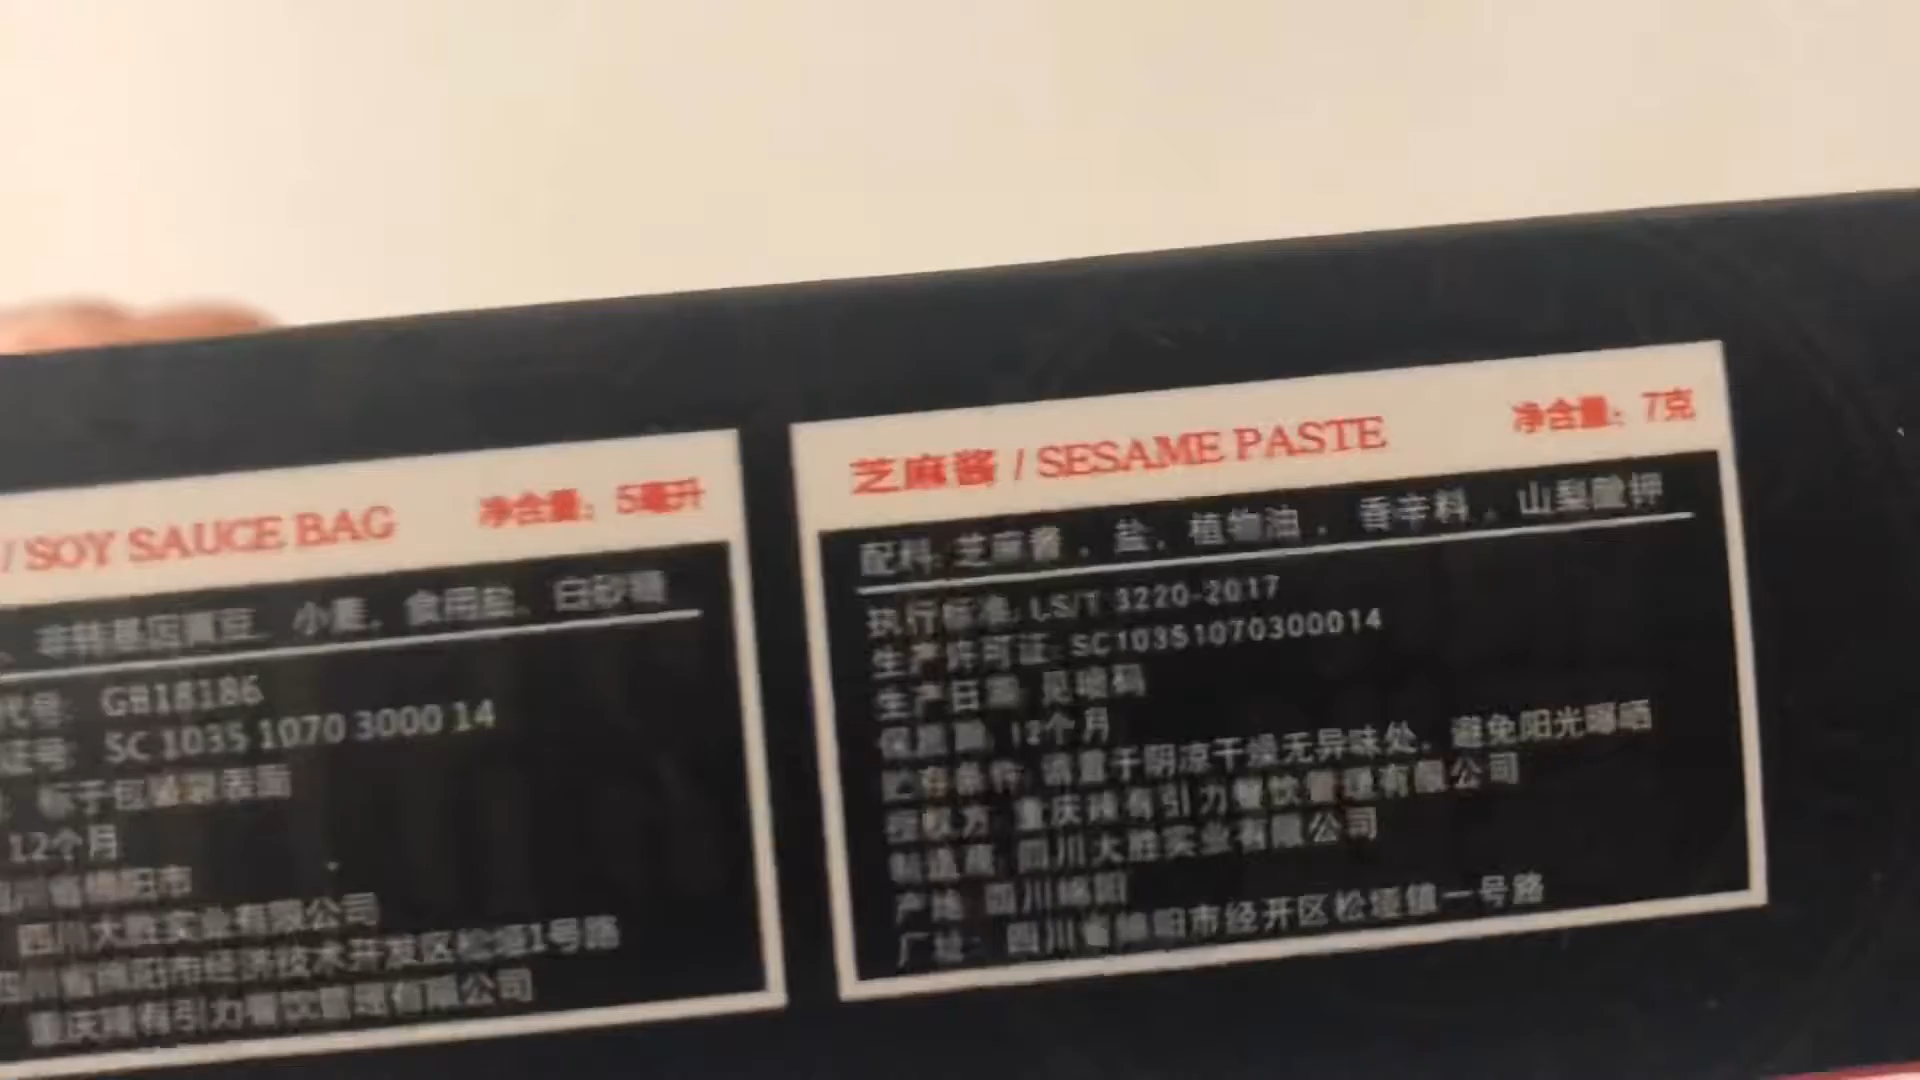 / SOY SAUCE BAG 净含量：5毫升
、非转基因黄豆、小麦、食用盐、白砂糖
代号：GB18186
证号：SC 1035 1070 3000 14
标于包装袋表面
12个月
四川省绵阳市
四川大胜实业有限公司
四川省绵阳市经济技术开发区松垭1号路
重庆辣有引力餐饮管理有限公司
芝麻酱 / SESAME PASTE 净含量：7克
配料：芝麻酱、盐、植物油、香辛料、山梨酸钾
执行标准：LS/T 3220-2017
生产许可证：SC10351070300014
生产日期：见喷码
保质期：12个月
贮存条件：请置于阴凉干燥无异味处，避免阳光曝晒
授权方：重庆辣有引力餐饮管理有限公司
制造商：四川大胜实业有限公司
产地：四川绵阳
厂址：四川省绵阳市经开区松垭镇一号路